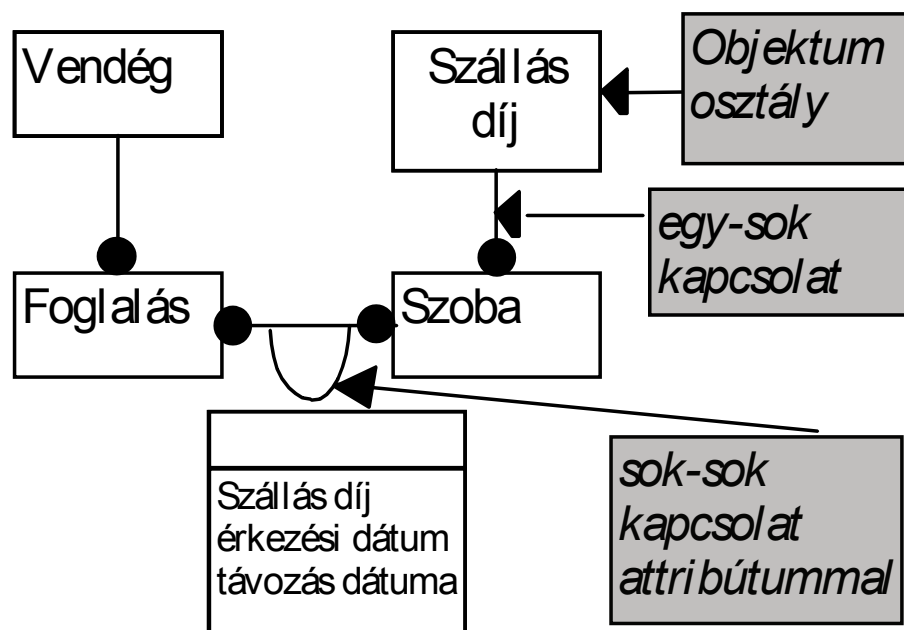 Vendég
Szállás
díj
Objektum
osztály
egy-sok
kapcsolat
Foglalás
Szoba
Szállás díj
érkezési dátum
távozás dátuma
sok-sok
kapcsolat
attribútummal